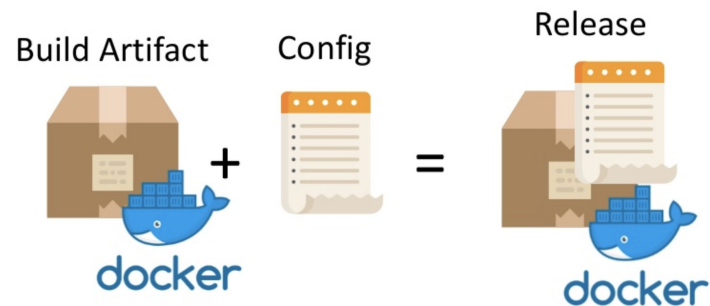 Build Artifact
Config
Release
+
=
docker
docker